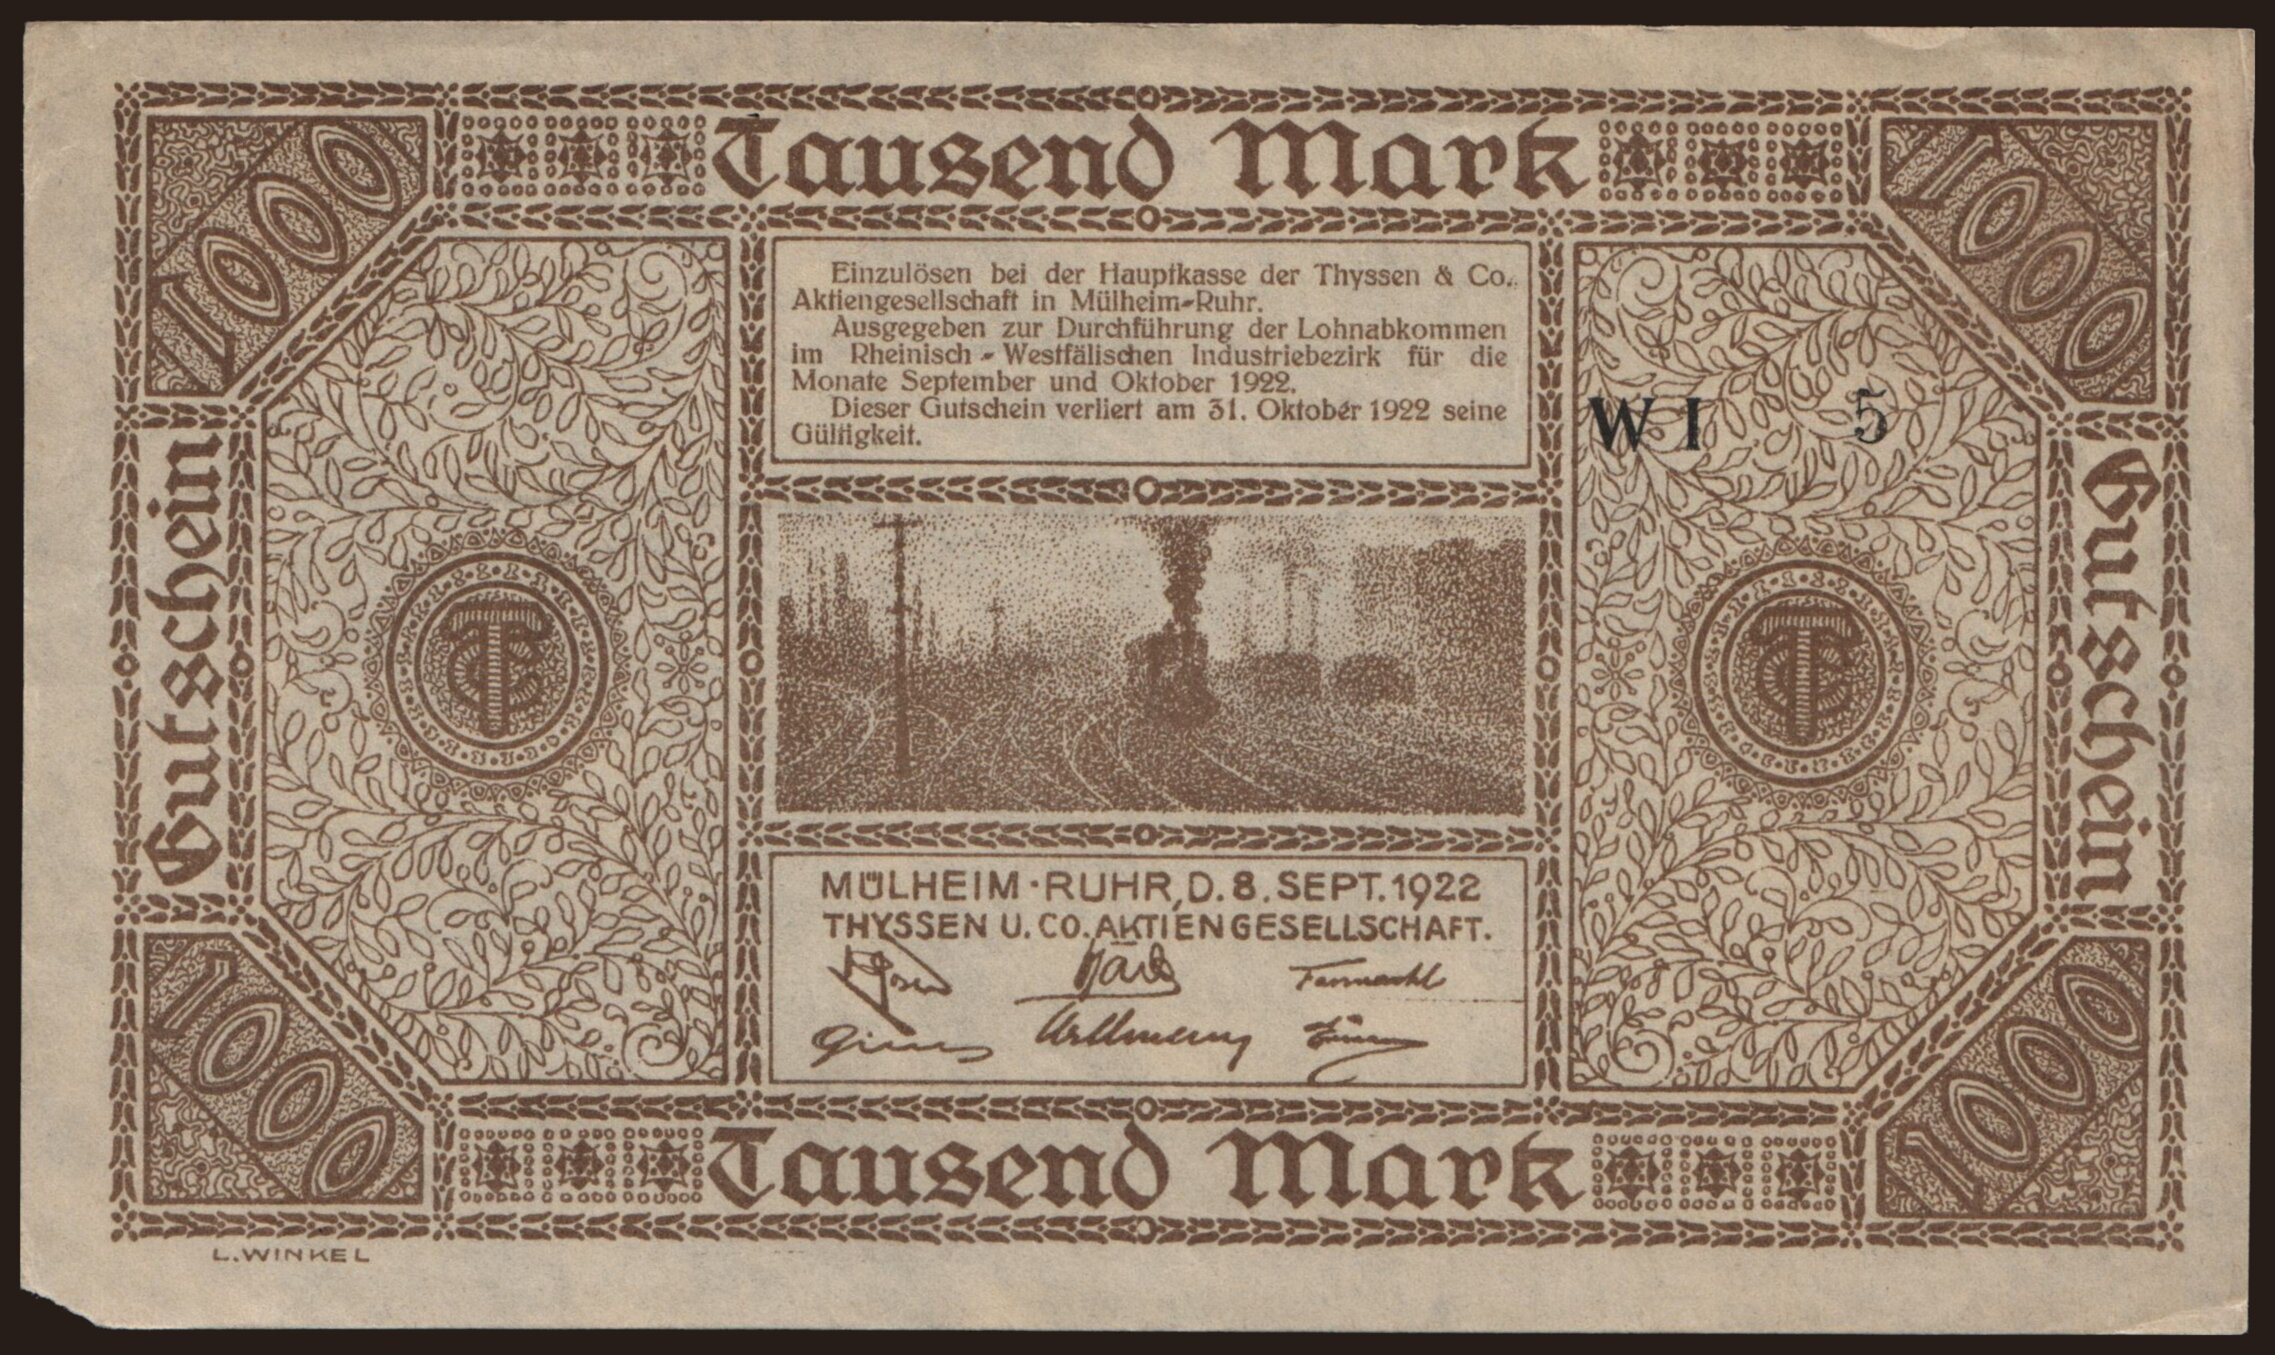 1000
Tausend Mark
1000
Einzulösen bei der Hauptkasse der Thyssen & Co.
Aktiengesellschaft in Mülheim-Ruhr.
Ausgegeben zur Durchführung der Lohnabkommen
im Rheinisch-Westfälischen Industriebezirk für die
Monate September und Oktober 1922.
Dieser Gutschein verliert am 31. Oktober 1922 seine
Gültigkeit.
W I 5
Gutschein
Gutschein
MÜLHEIM-RUHR, D. 8. SEPT. 1922
THYSSEN U. CO. AKTIENGESELLSCHAFT.
1000
Tausend Mark
1000
L. WINKEL